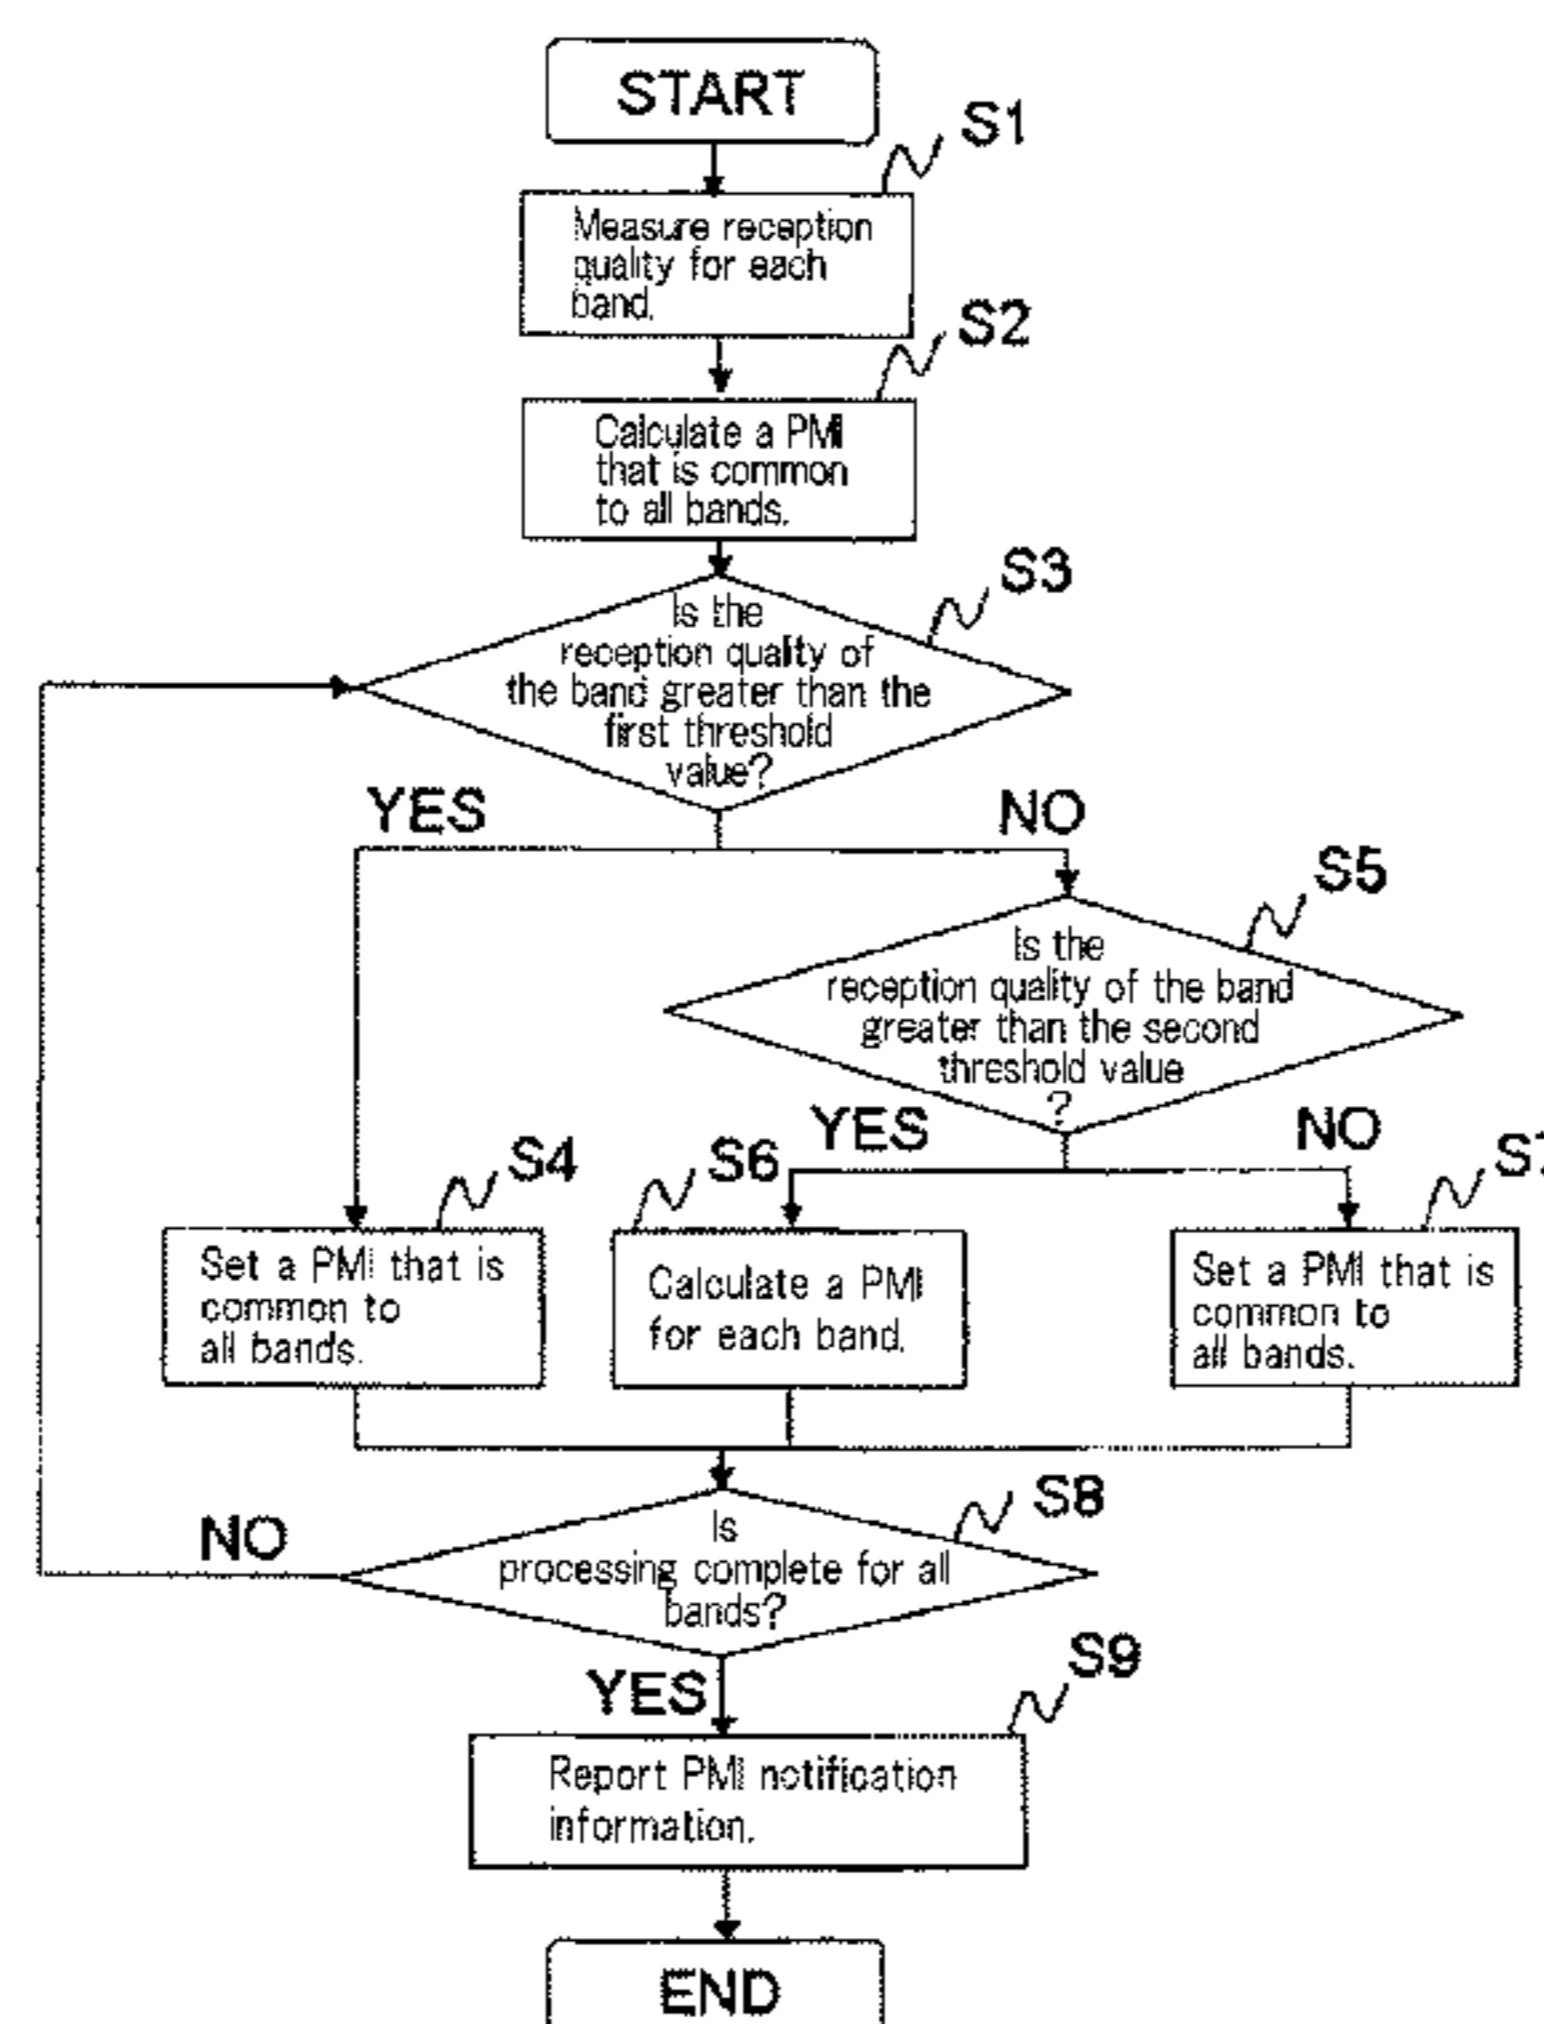 START
S1
Measure reception
quality for each
band.
S2
Calculate a PMI
that is common
to all bands.
S3
Is the
reception quality of
the band greater than the
first threshold
value?
YES
NO
S5
Is the
reception quality of the band
greater than the second
threshold value
?
YES
NO
S4
Set a PMI that is
common to
all bands.
S6
Calculate a PMI
for each band.
S7
Set a PMI that is
common to
all bands.
S8
Is
processing complete for all
bands?
NO
YES
S9
Report PMI notification
information.
END